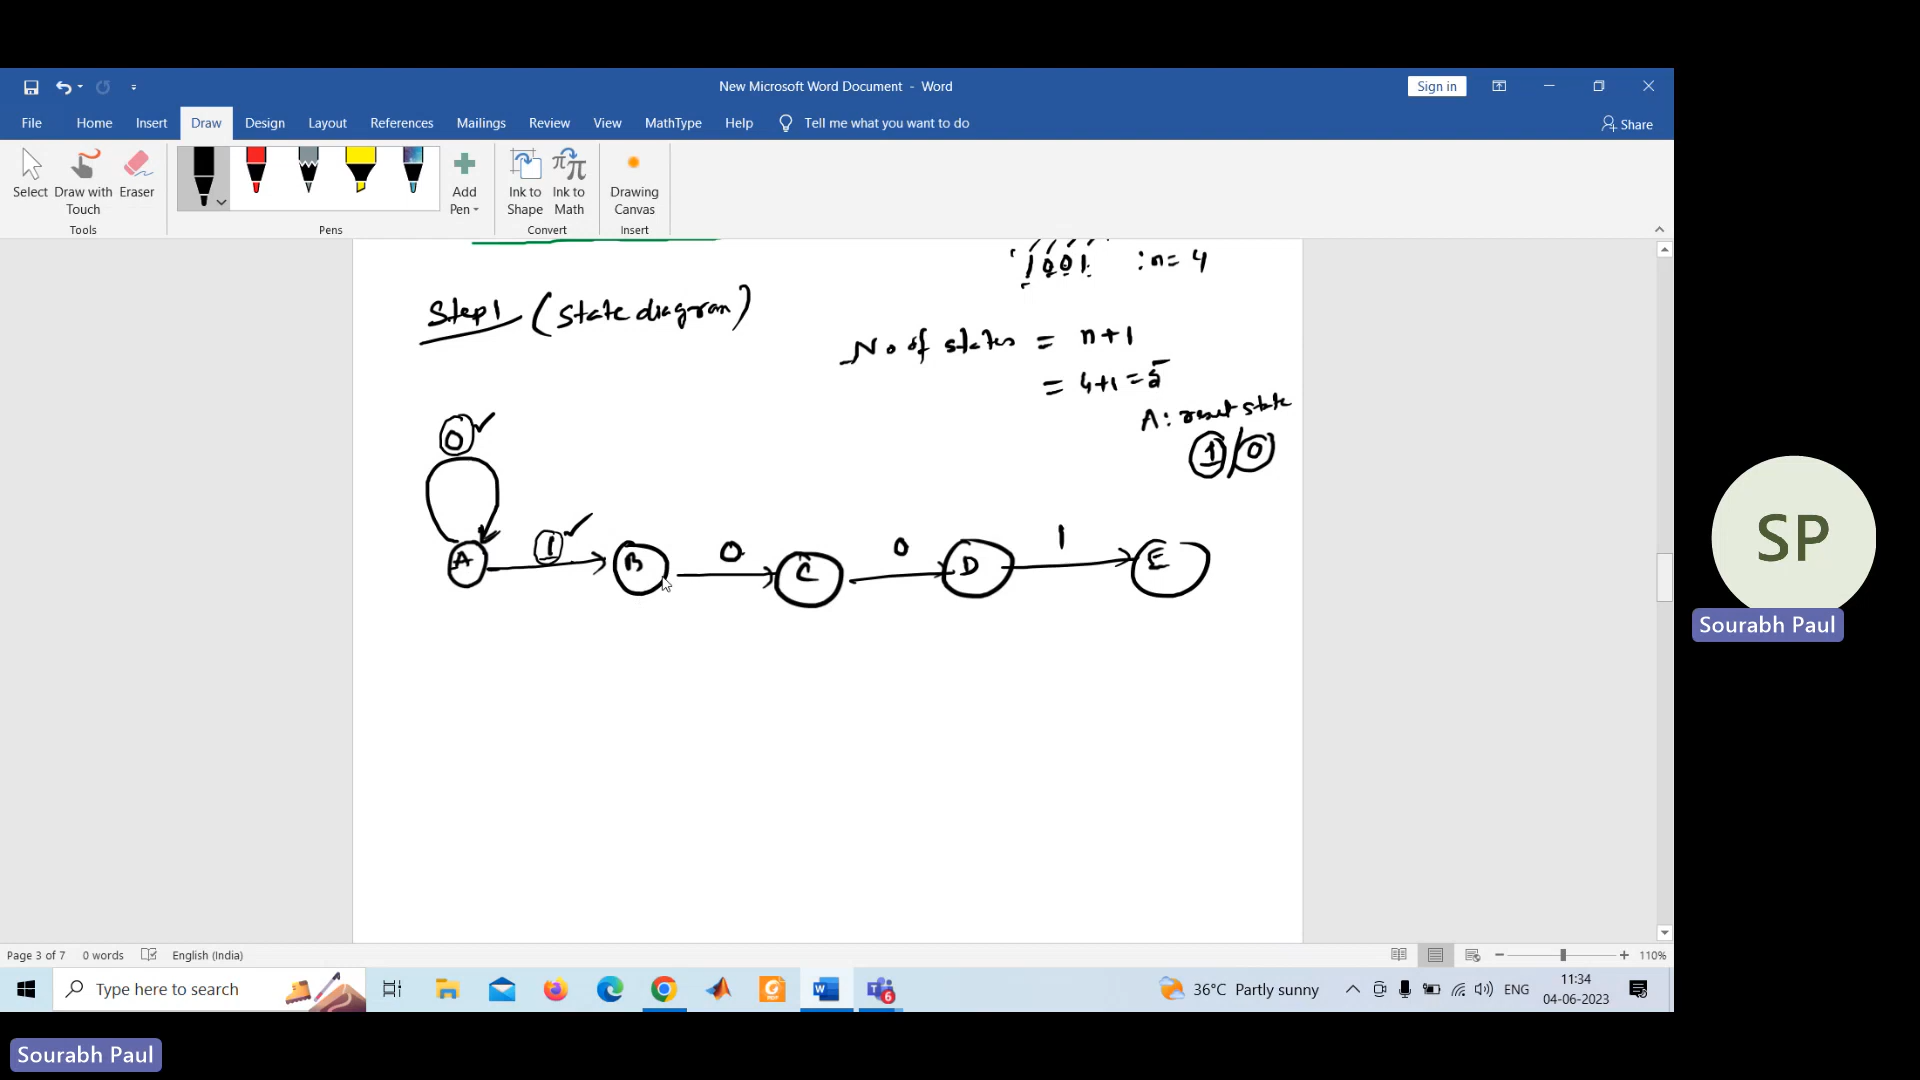 New Microsoft Word Document - Word
Sign in
File Home Insert Draw Design Layout References Mailings Review View MathType Help Tell me what you want to do
Share
Select Draw with Touch Eraser
Add Pen
Ink to Shape Ink to Math
Drawing Canvas
Tools Pens Convert Insert
1001 : n = 4
Step 1 (State diagram)
No of states = n+1
= 4+1 = 5
A: reset state
1/0
0
1 0 0 1
A B C D E
SP
Sourabh Paul
Page 3 of 7 0 words English (India)
110%
Type here to search
6
36°C Partly sunny
ENG
11:34
04-06-2023
Sourabh Paul